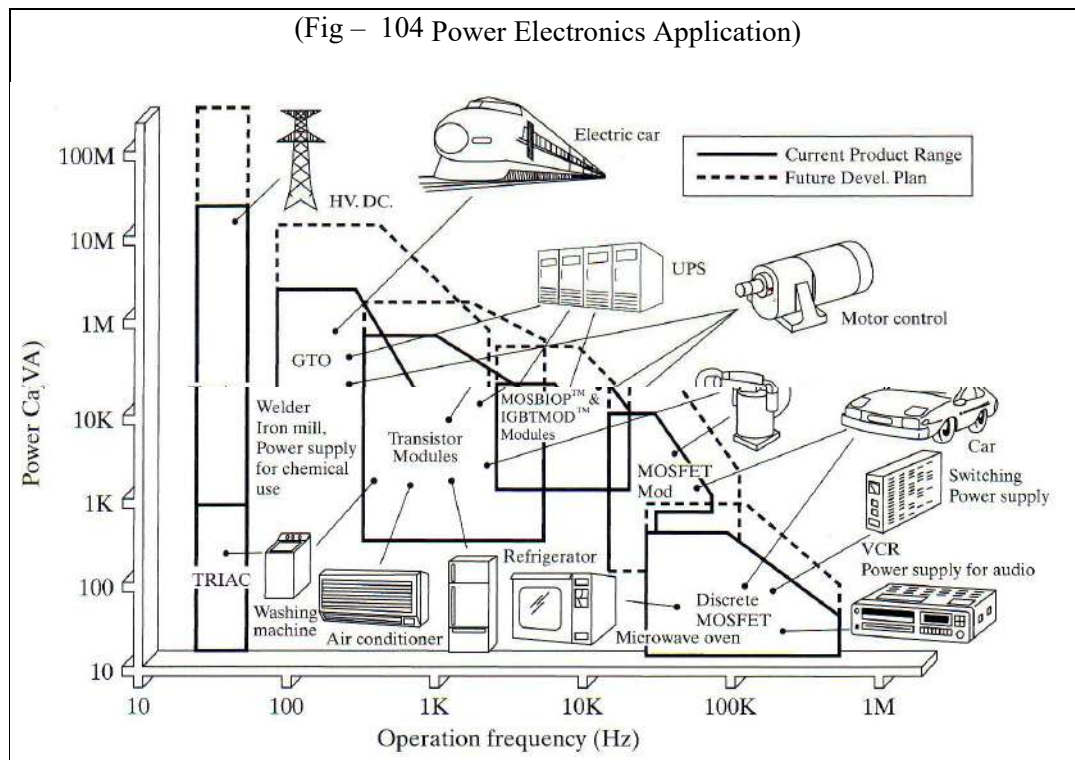 (Fig – 104 Power Electronics Application)
Electric car
Current Product Range
Future Devel. Plan
HV. DC.
UPS
Motor control
GTO
Welder
Iron mill,
Power supply
for chemical
use
Transistor
Modules
MOSBIOP™ &
IGBTMOD™
Modules
MOSFET
Mod
Car
Switching
Power supply
VCR
Power supply for audio
TRIAC
Washing
machine
Air conditioner
Refrigerator
Microwave oven
Discrete
MOSFET
Power Ca VA)
100M
10M
1M
10K
1K
100
10
10
100
1K
10K
100K
1M
Operation frequency (Hz)